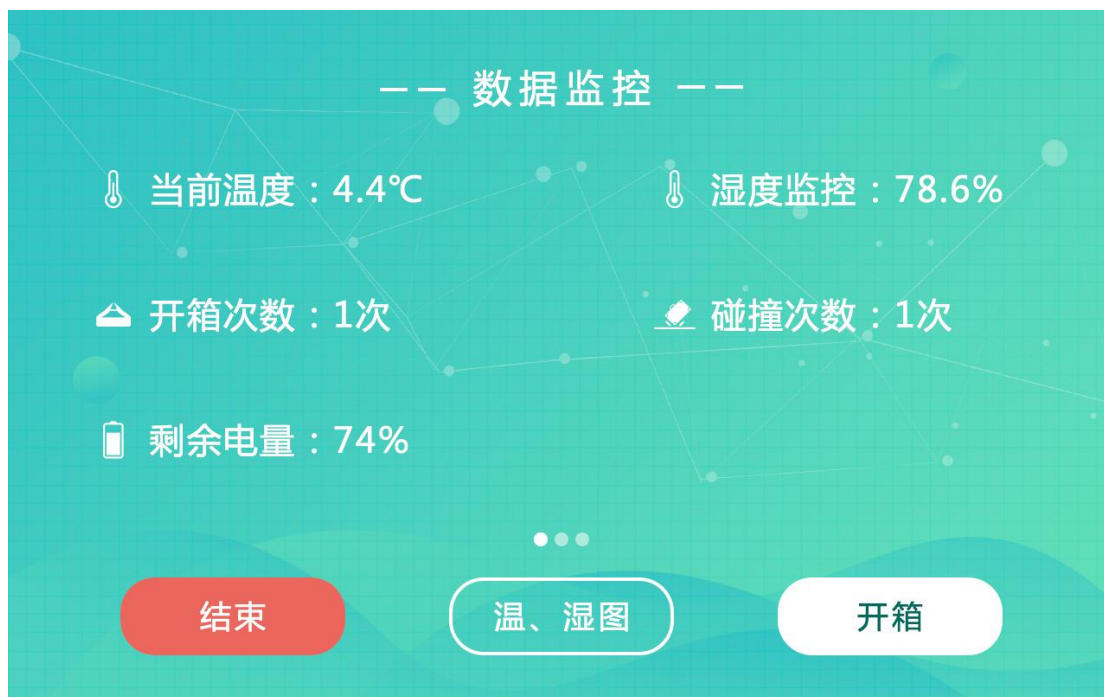 —— 数据监控 ——
当前温度：4.4℃
湿度监控：78.6%
开箱次数：1次
碰撞次数：1次
剩余电量：74%
结束
温、湿图
开箱